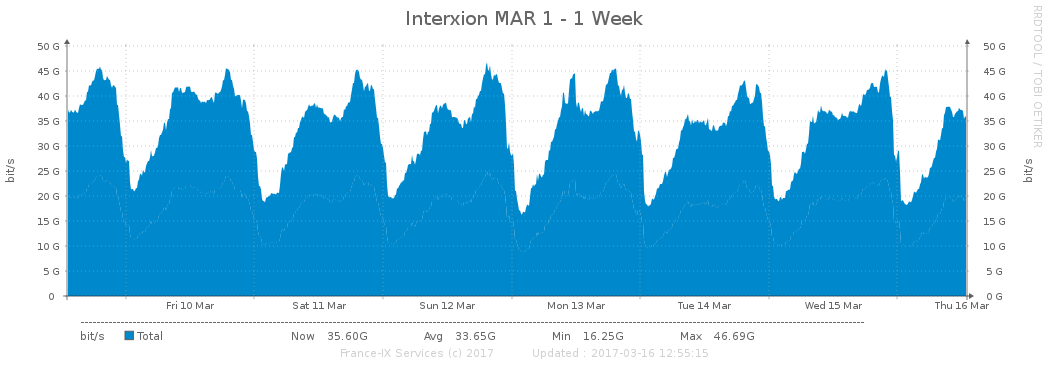 Interxion MAR 1 - 1 Week
RRDTOOL / TOBI OETIKER
50 G 50 G
45 G 45 G
40 G 40 G
35 G 35 G
30 G 30 G
25 G 25 G
20 G 20 G
15 G 15 G
10 G 10 G
5 G 5 G
0 0 G
bit/s bit/s
Fri 10 Mar Sat 11 Mar Sun 12 Mar Mon 13 Mar Tue 14 Mar Wed 15 Mar Thu 16 Mar
bit/s Total Now 35.60G Avg 33.65G Min 16.25G Max 46.69G
France-IX Services (c) 2017 Updated : 2017-03-16 12:55:15